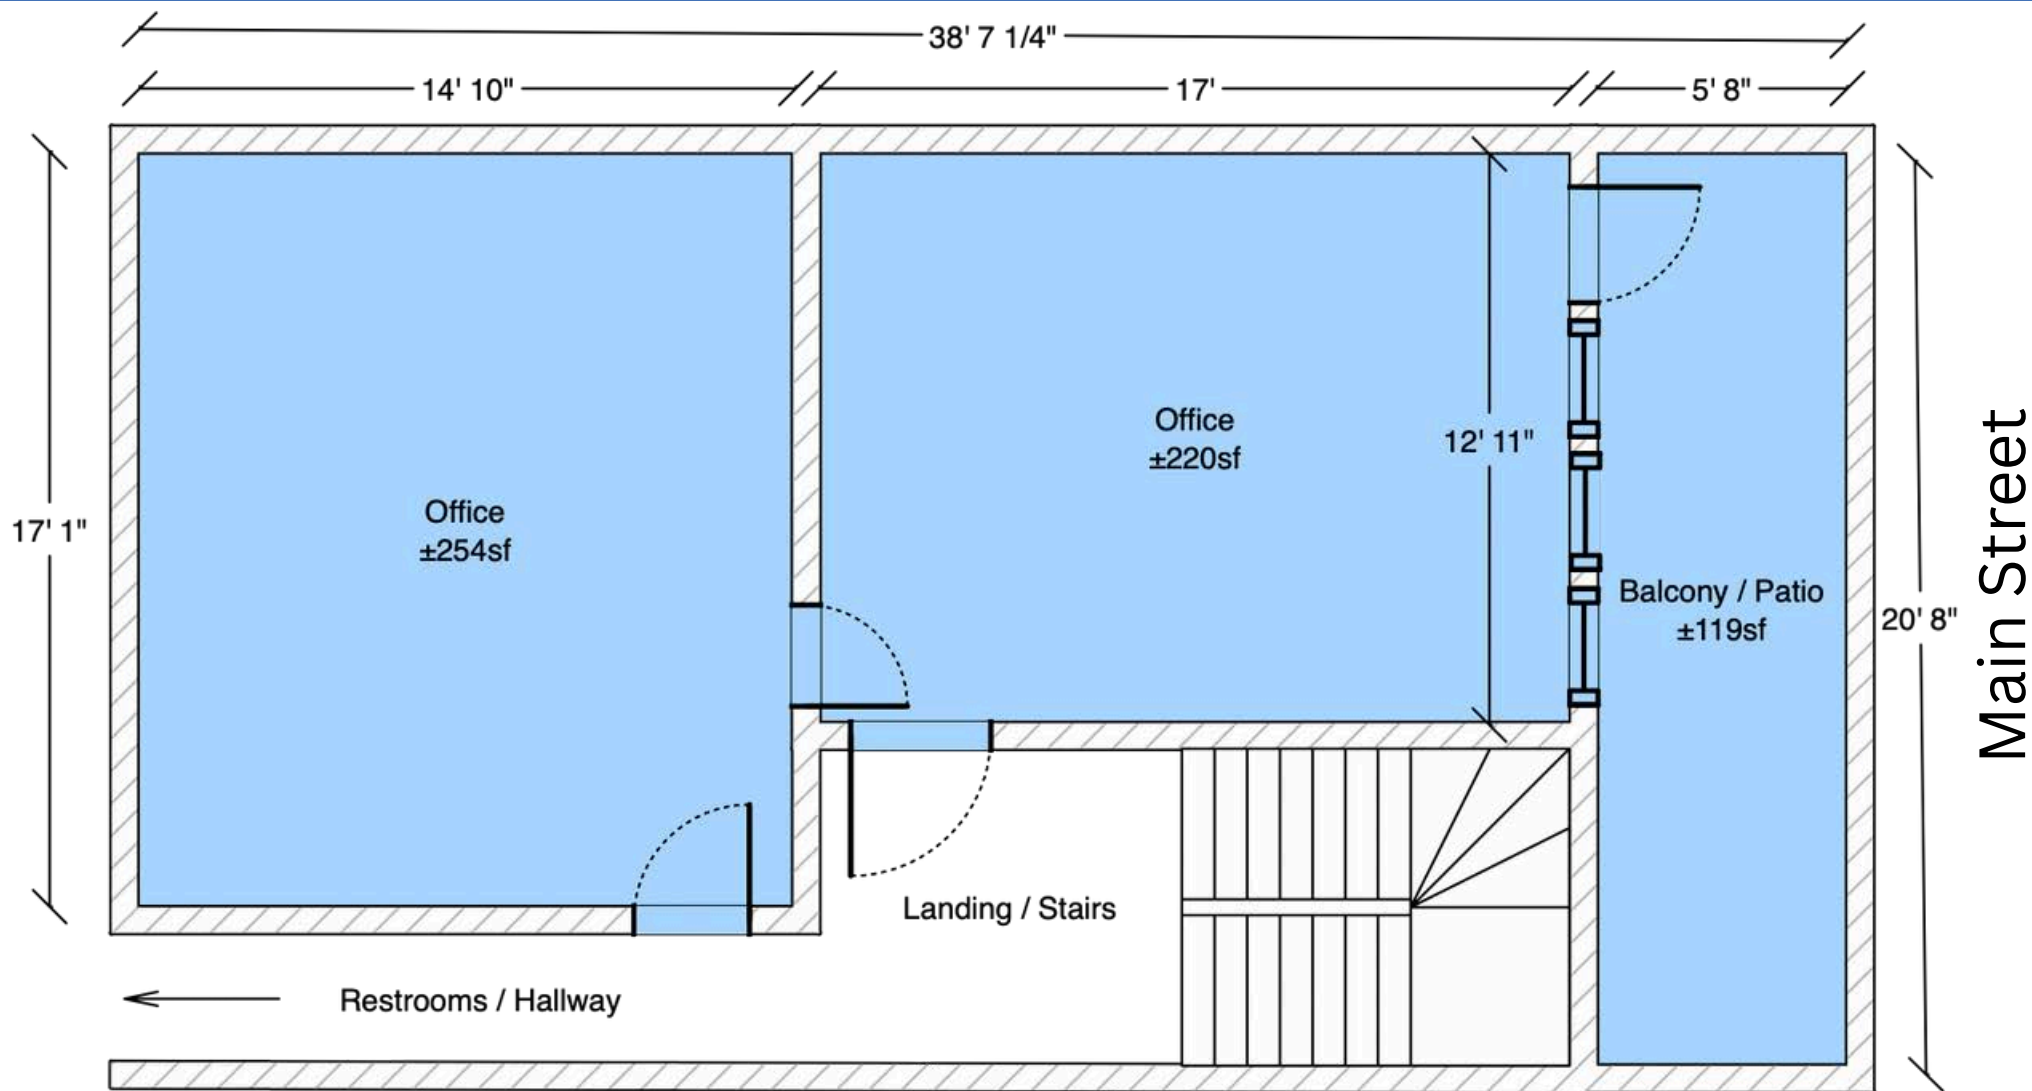 38' 7 1/4"
14' 10"
17'
5' 8"
17' 1"
Office
±254sf
Office
±220sf
12' 11"
Balcony / Patio
±119sf
20' 8"
Main Street
Landing / Stairs
Restrooms / Hallway